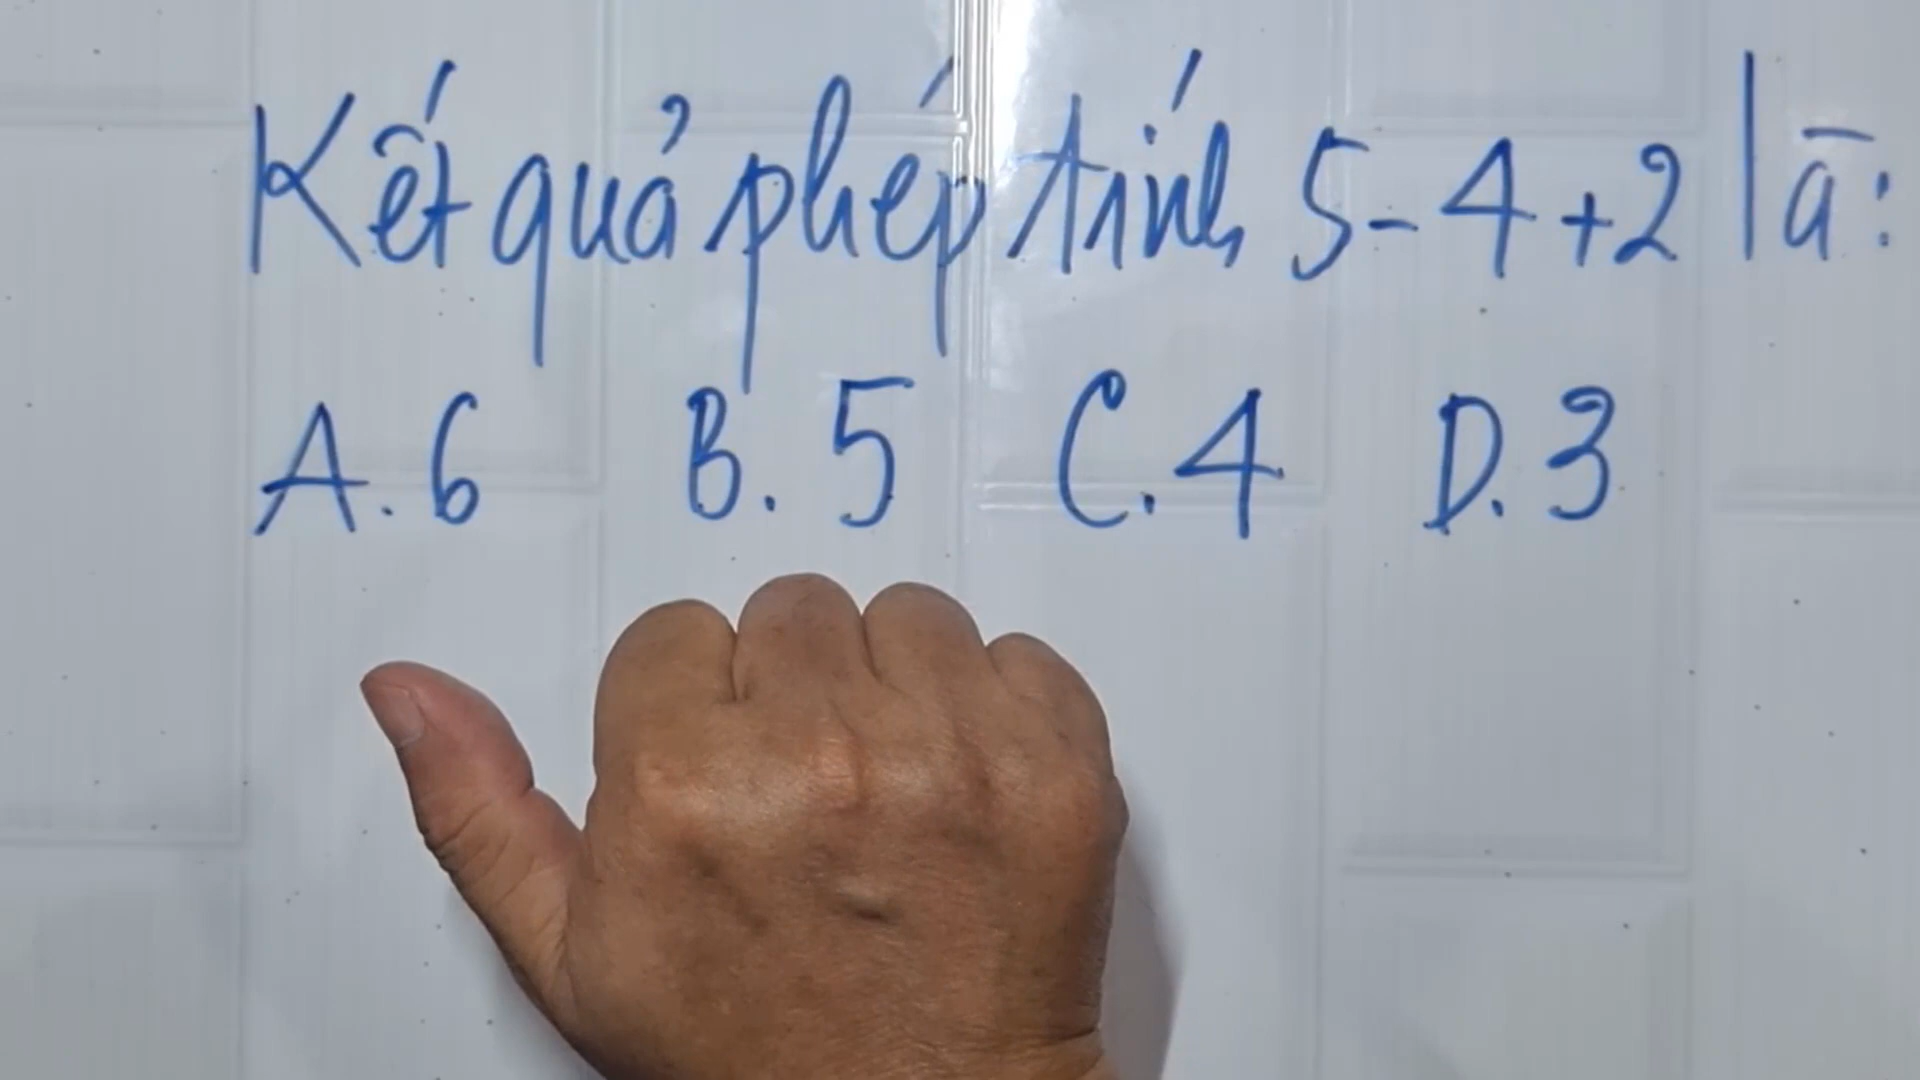 Kết quả phép tính 5-4+2 là:
A. 6 B. 5 C. 4 D. 3